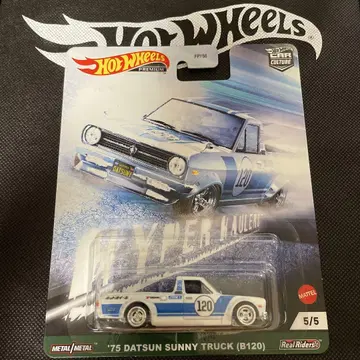 HOT WHEELS
HOT WHEELS
PREMIUM
CAR
CULTURE
DATSUN
120
HYPER HAULERS
120
MATTEL
5/5
'75 DATSUN SUNNY TRUCK (B120)
METAL/METAL
Real Riders